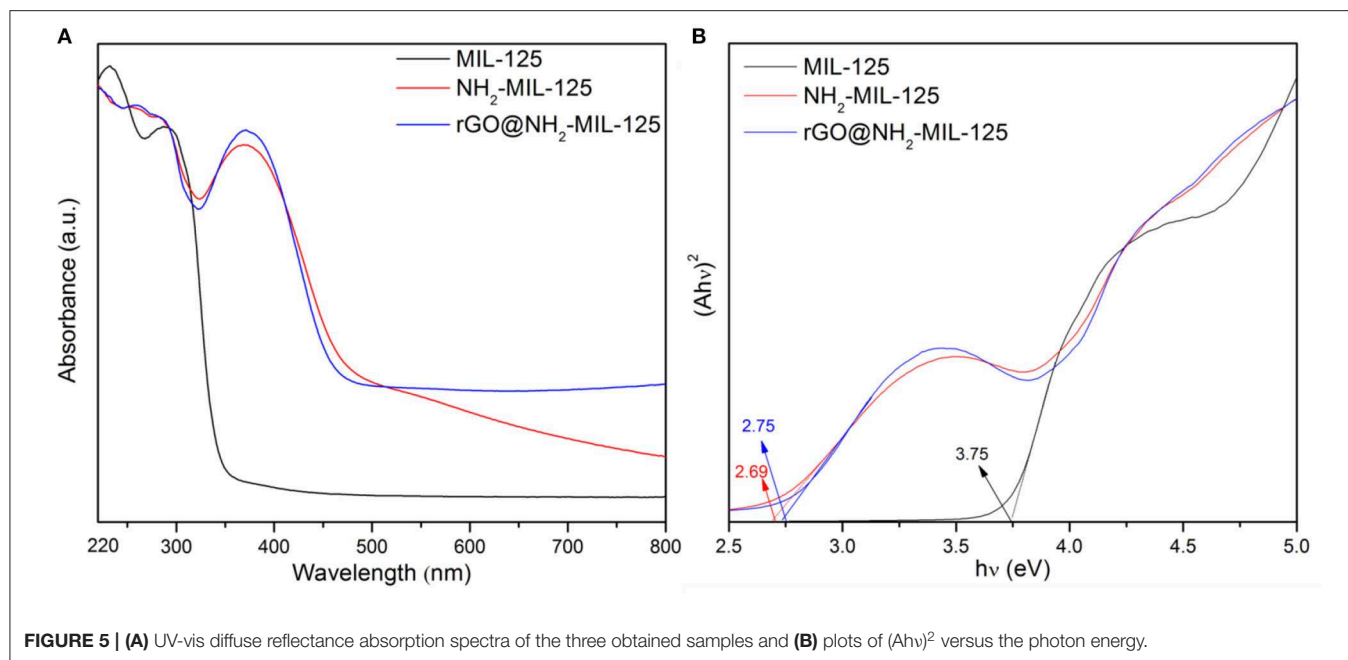 A
MIL-125
NH₂-MIL-125
rGO@NH₂-MIL-125
Absorbance (a.u.)
220 300 400 500 600 700 800
Wavelength (nm)
B
MIL-125
NH₂-MIL-125
rGO@NH₂-MIL-125
(Ahν)²
2.75
2.69
3.75
2.5 3.0 3.5 4.0 4.5 5.0
hν (eV)
FIGURE 5 | (A) UV-vis diffuse reflectance absorption spectra of the three obtained samples and (B) plots of (Ahν)² versus the photon energy.